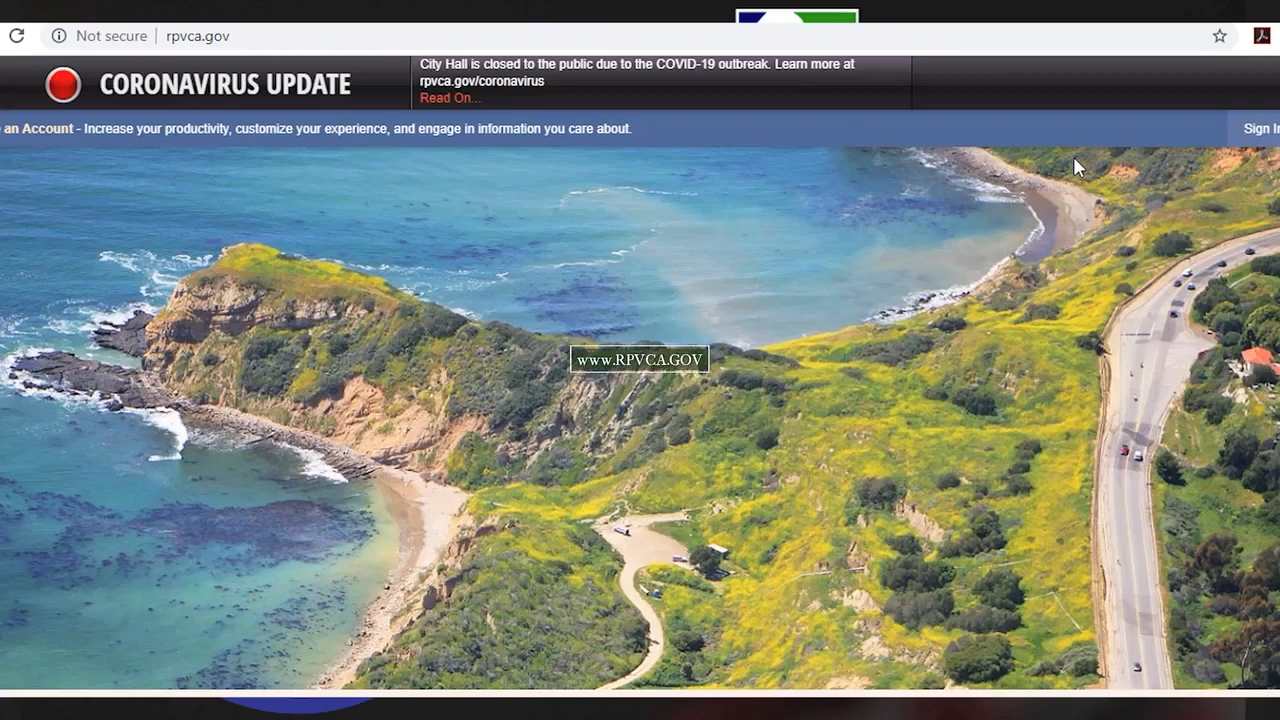 Not secure
rpvca.gov
CORONAVIRUS UPDATE
City Hall is closed to the public due to the COVID-19 outbreak. Learn more at
rpvca.gov/coronavirus
Read On...
an Account - Increase your productivity, customize your experience, and engage in information you care about.
Sign In
www.RPVCA.GOV